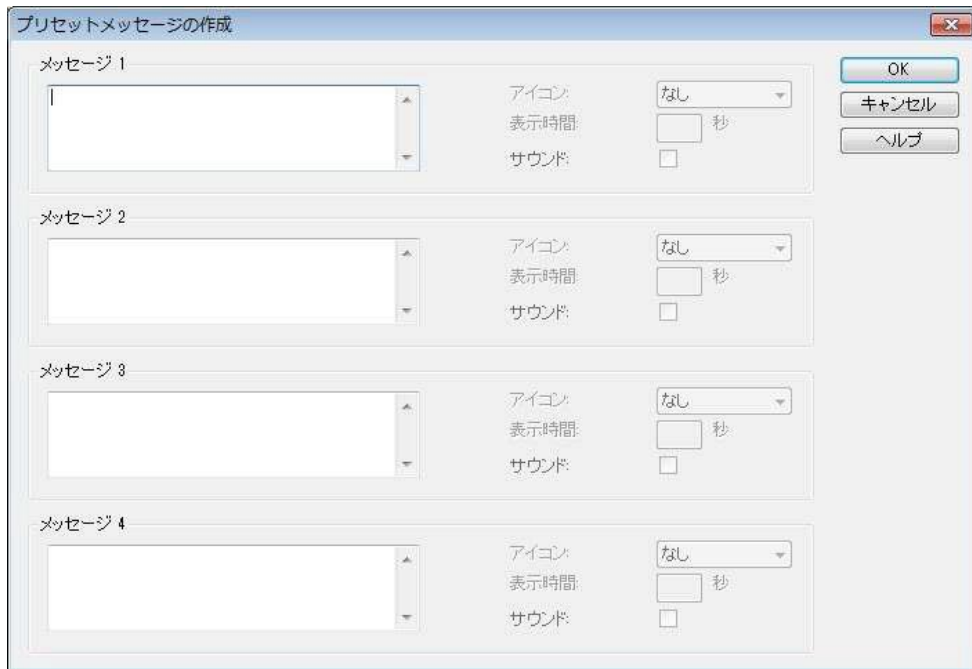 プリセットメッセージの作成
メッセージ 1
アイコン: なし
表示時間: 秒
サウンド:
OK
キャンセル
ヘルプ
メッセージ 2
アイコン: なし
表示時間: 秒
サウンド:
メッセージ 3
アイコン: なし
表示時間: 秒
サウンド:
メッセージ 4
アイコン: なし
表示時間: 秒
サウンド: